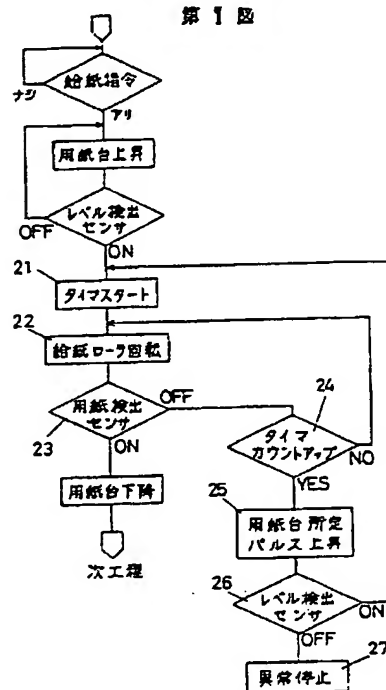 第1図
給紙指令
ナシ
アリ
用紙台上昇
レベル検出
センサ
OFF
ON
21
タイマスタート
22
給紙ローラ回転
用紙検出
センサ
OFF
23
ON
24
タイマ
カウントアップ
NO
YES
用紙台下降
次工程
25
用紙台所定
パルス上昇
26
レベル検出
センサ
ON
OFF
27
異常停止